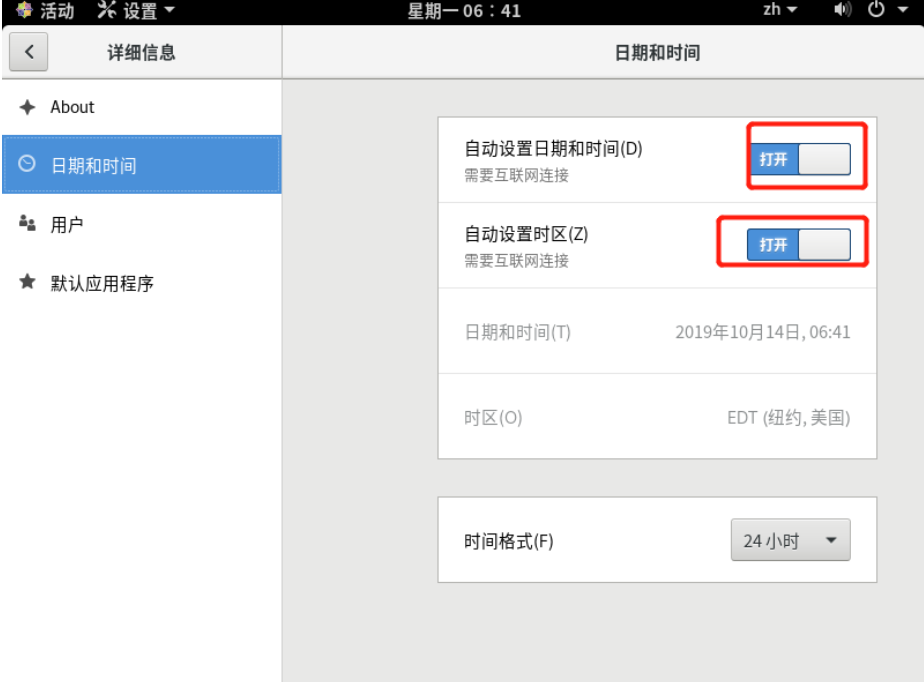 活动 设置 星期一 06：41 zh
详细信息 日期和时间
About
日期和时间
用户
默认应用程序
自动设置日期和时间(D) 打开
需要互联网连接
自动设置时区(Z) 打开
需要互联网连接
日期和时间(T) 2019年10月14日, 06:41
时区(O) EDT (纽约, 美国)
时间格式(F) 24 小时